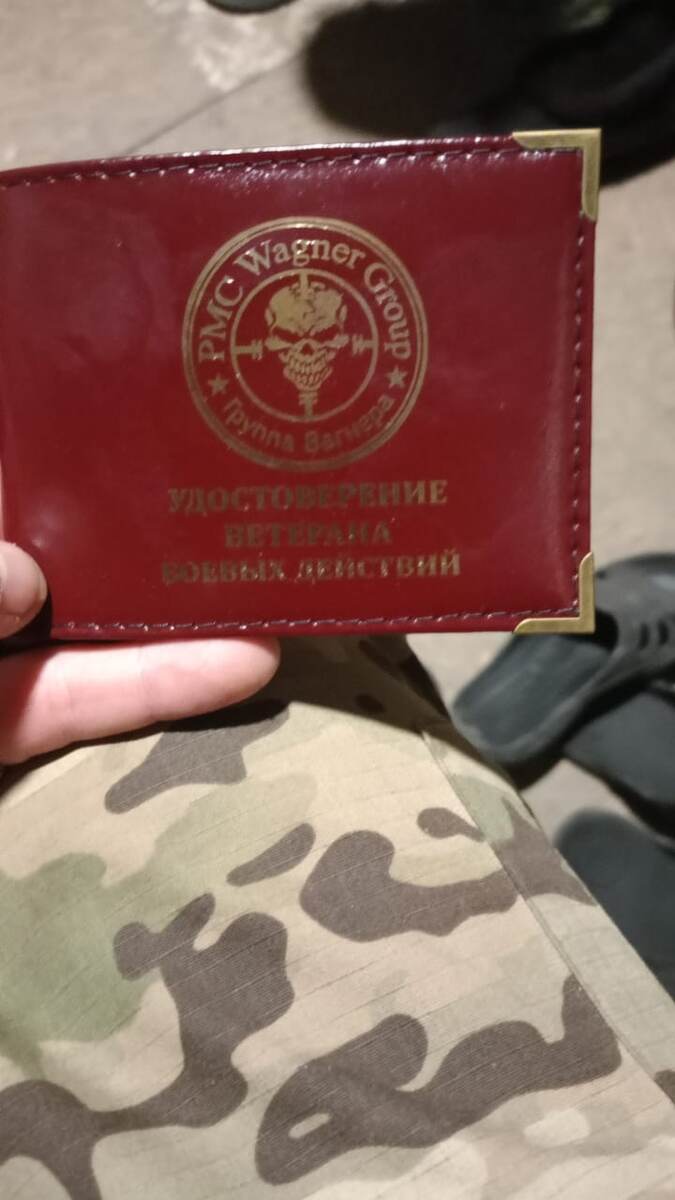 PMC Wagner Group
Группа Вагнера
УДОСТОВЕРЕНИЕ
ВЕТЕРАНА
БОЕВЫХ ДЕЙСТВИЙ